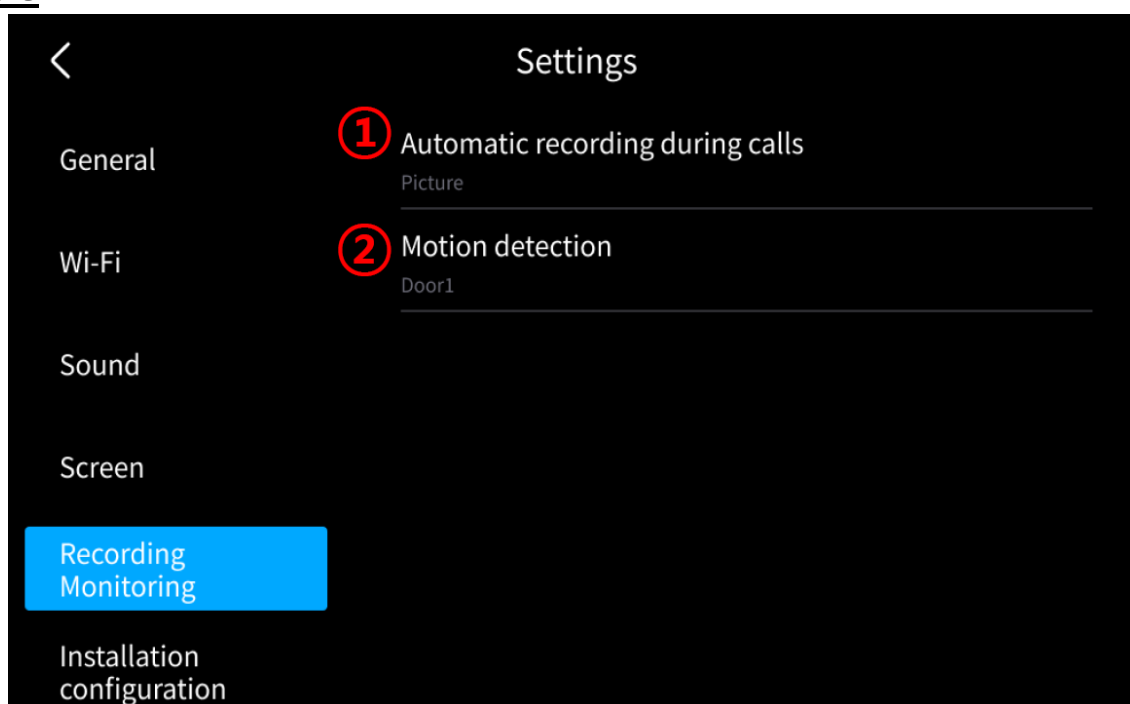 Settings
General
Wi-Fi
Sound
Screen
Recording
Monitoring
Installation
configuration
① Automatic recording during calls
Picture
② Motion detection
Door1